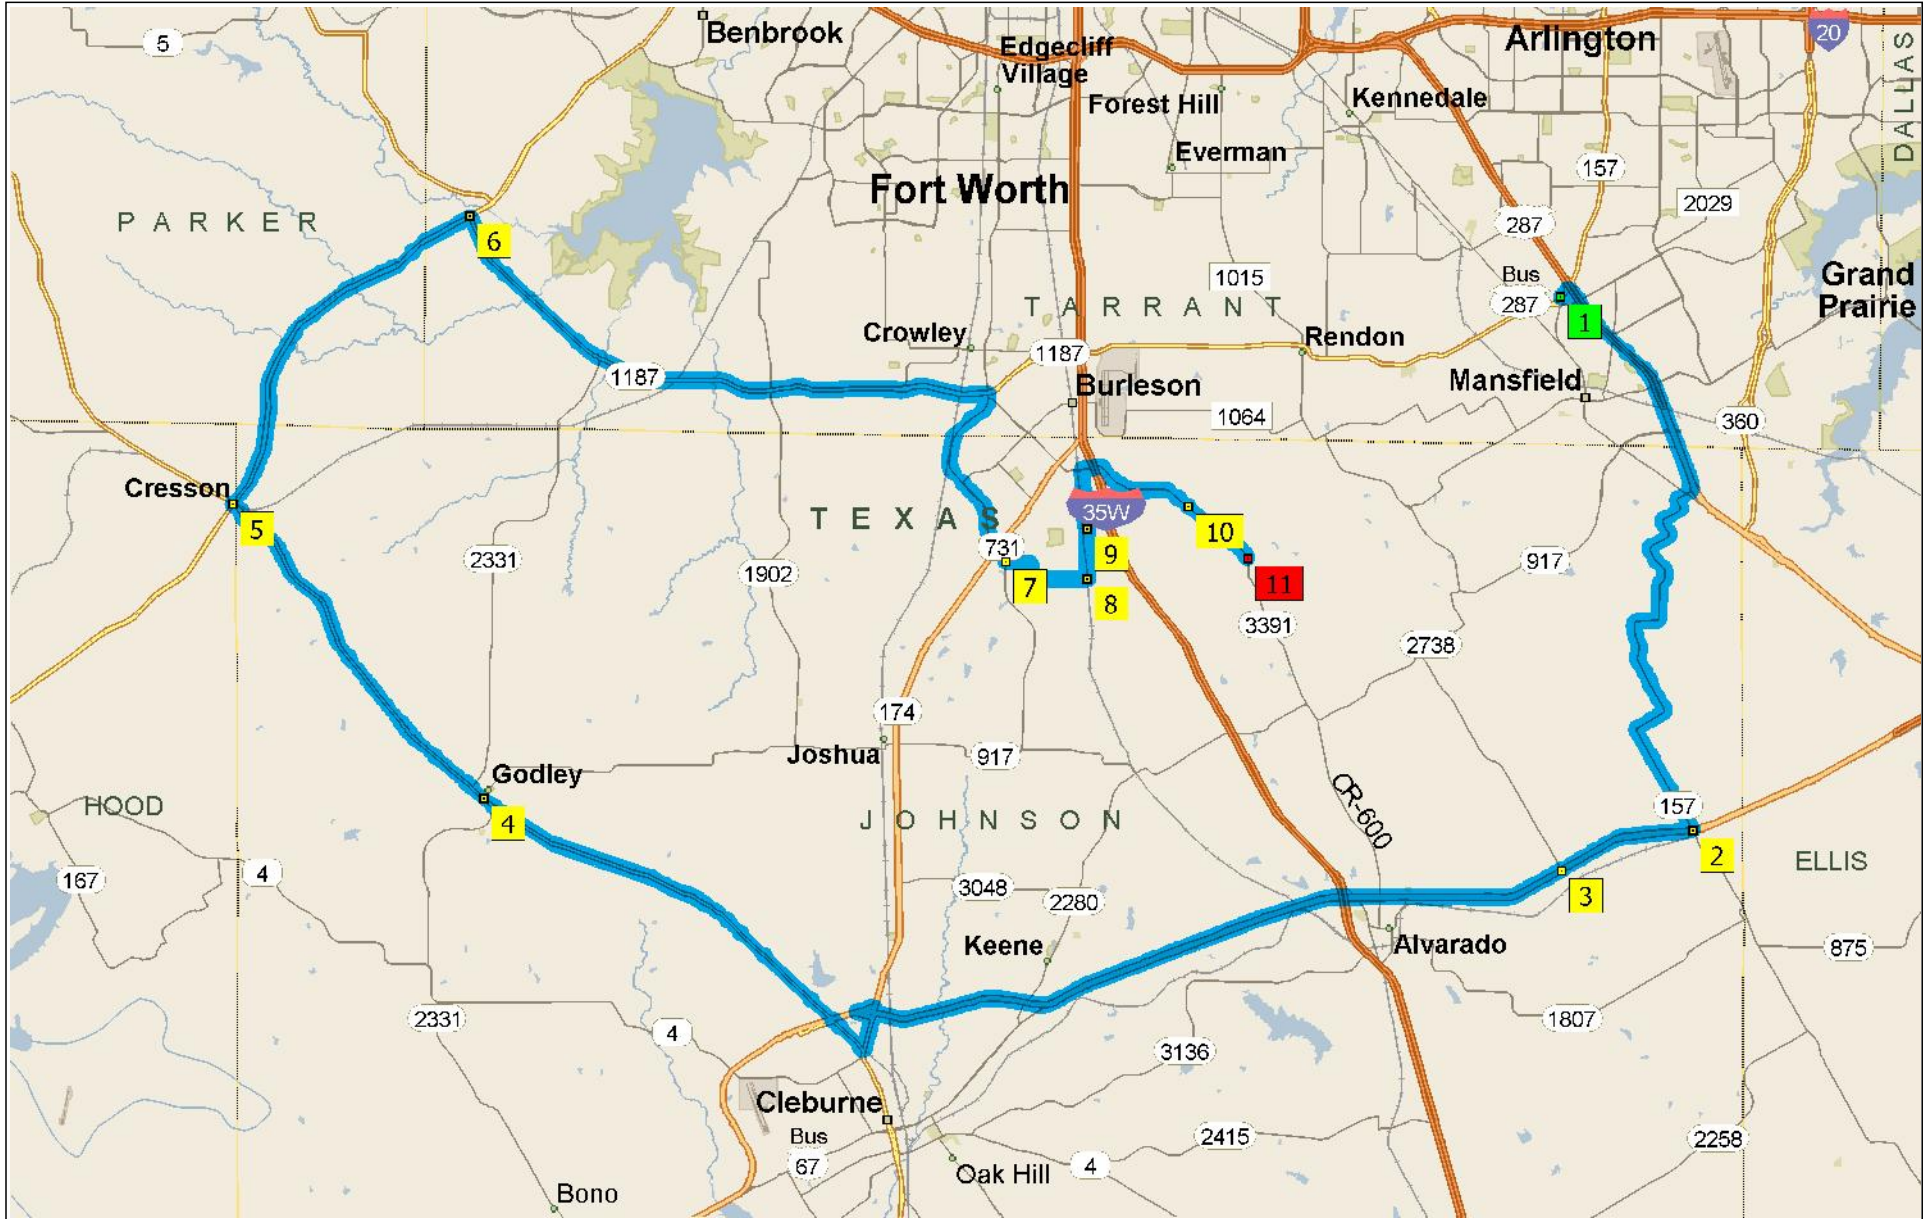 5
Benbrook
Edgecliff
Village
Arlington
20
DALLAS
Forest Hill
Kennedale
Everman
157
Fort Worth
2029
PARKER
6
287
1015
Bus
287
1
Grand
Prairie
TARRANT
Crowley
1187
Rendon
1187
Burleson
Mansfield
1064
360
Cresson
5
TEXAS
35W
10
731
9
2331
1902
7
8
11
917
3391
2738
174
Joshua
917
Godley
CR-600
157
HOOD
4
JOHNSON
2
ELLIS
167
4
3048
2280
3
Keene
Alvarado
875
2331
4
1807
3136
Cleburne
Bus
67
2415
2258
Oak Hill
4
Bono